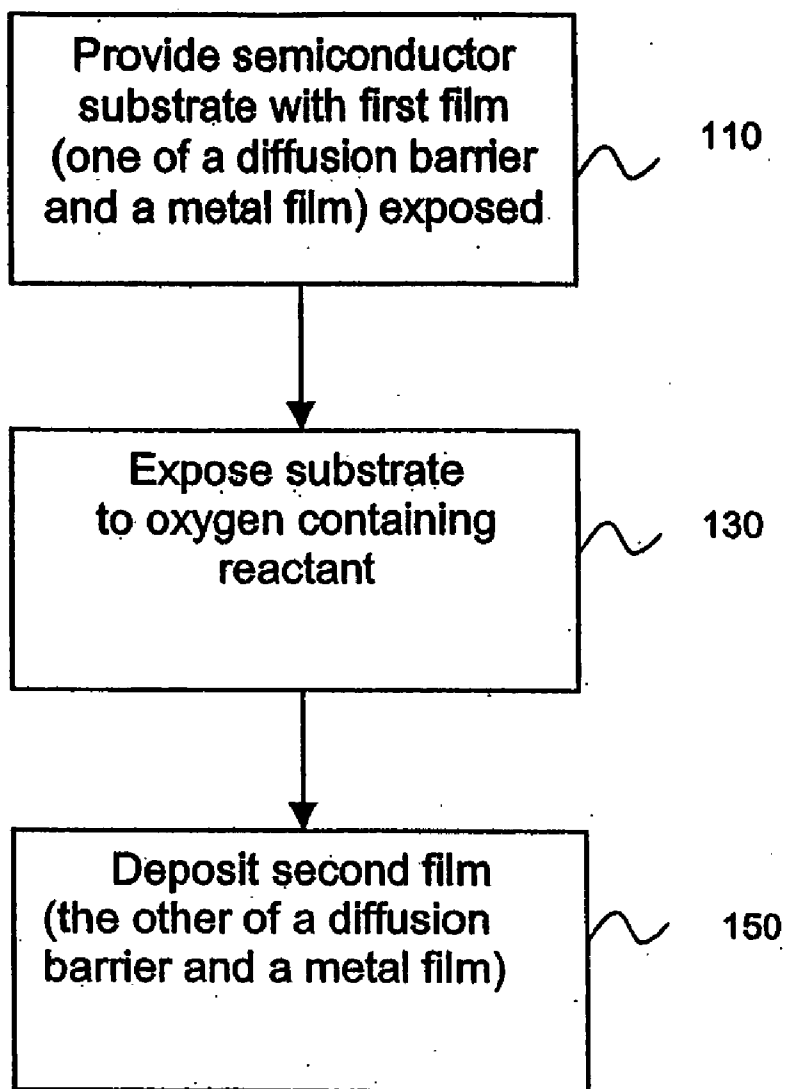 Provide semiconductor
substrate with first film
(one of a diffusion barrier
and a metal film) exposed
110
Expose substrate
to oxygen containing
reactant
130
Deposit second film
(the other of a diffusion
barrier and a metal film)
150